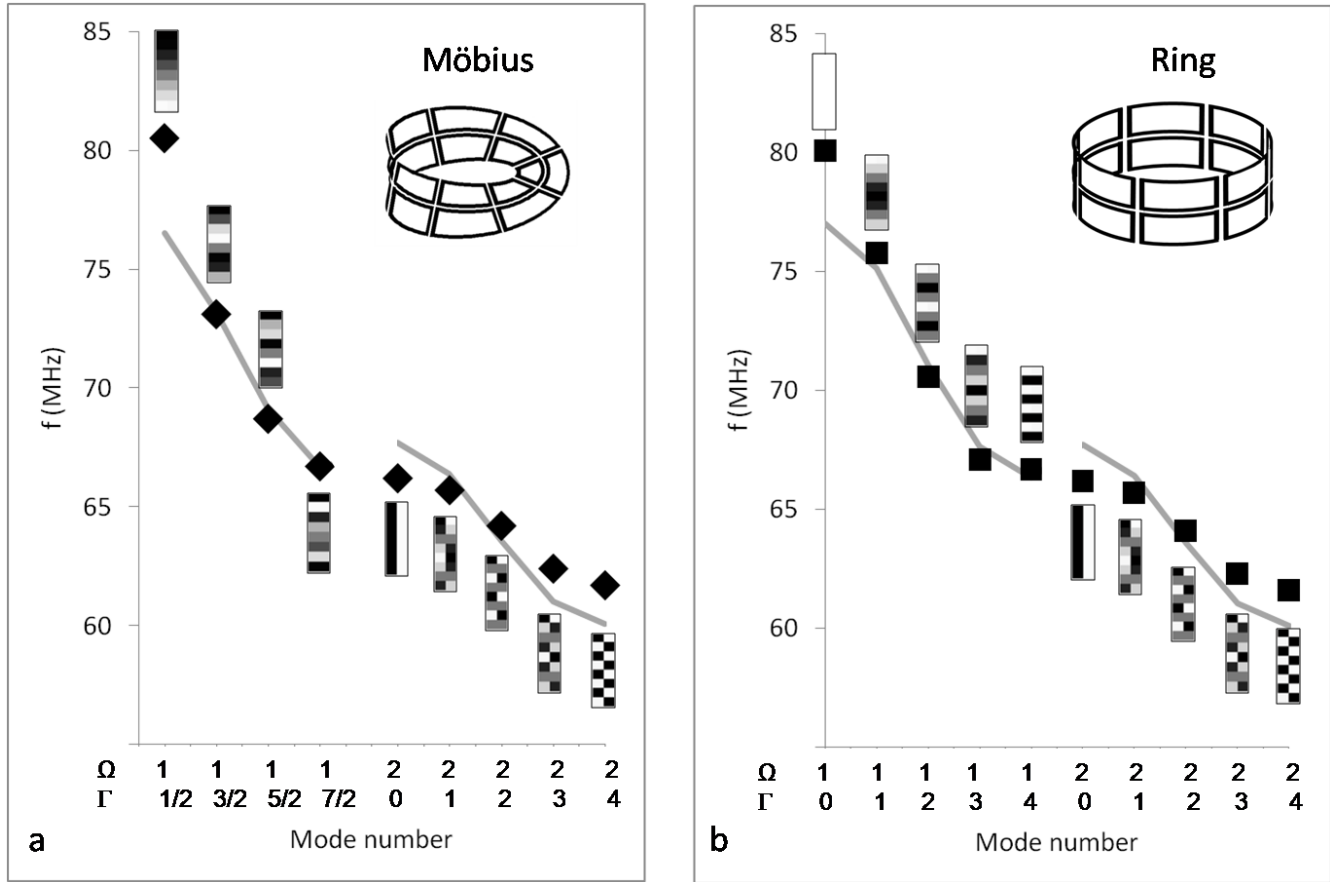 Möbius
85
80
75
70
65
60
f (MHz)
Ω 1 1 1 1 2 2 2 2 2
Γ 1/2 3/2 5/2 7/2 0 1 2 3 4
Mode number
a
Ring
85
80
75
70
65
60
f (MHz)
Ω 1 1 1 1 1 2 2 2 2 2
Γ 0 1 2 3 4 0 1 2 3 4
Mode number
b